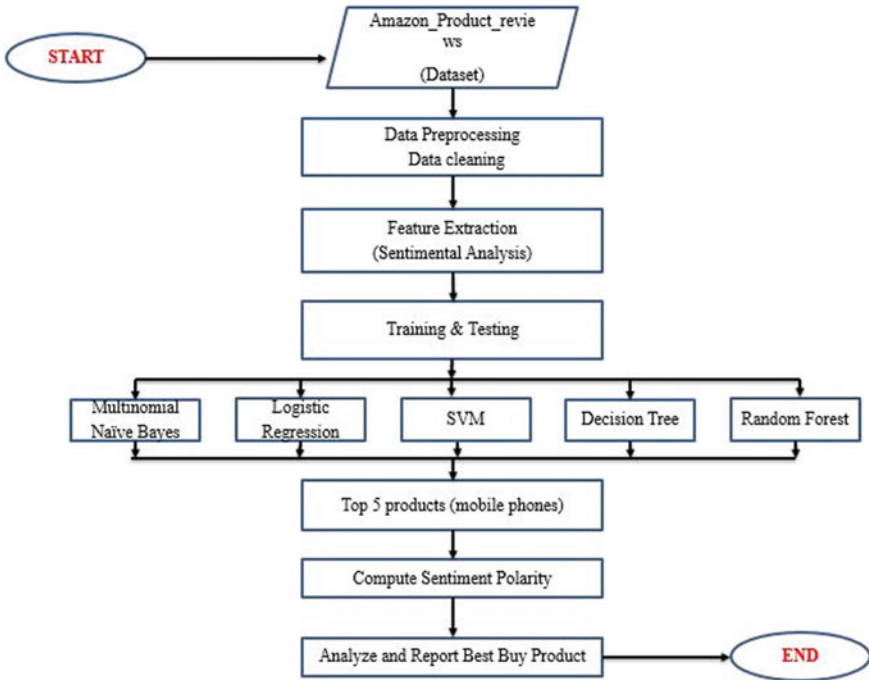 START
Amazon_Product_revie
ws
(Dataset)
Data Preprocessing
Data cleaning
Feature Extraction
(Sentimental Analysis)
Training & Testing
Multinomial
Naïve Bayes
Logistic
Regression
SVM
Decision Tree
Random Forest
Top 5 products (mobile phones)
Compute Sentiment Polarity
Analyze and Report Best Buy Product
END